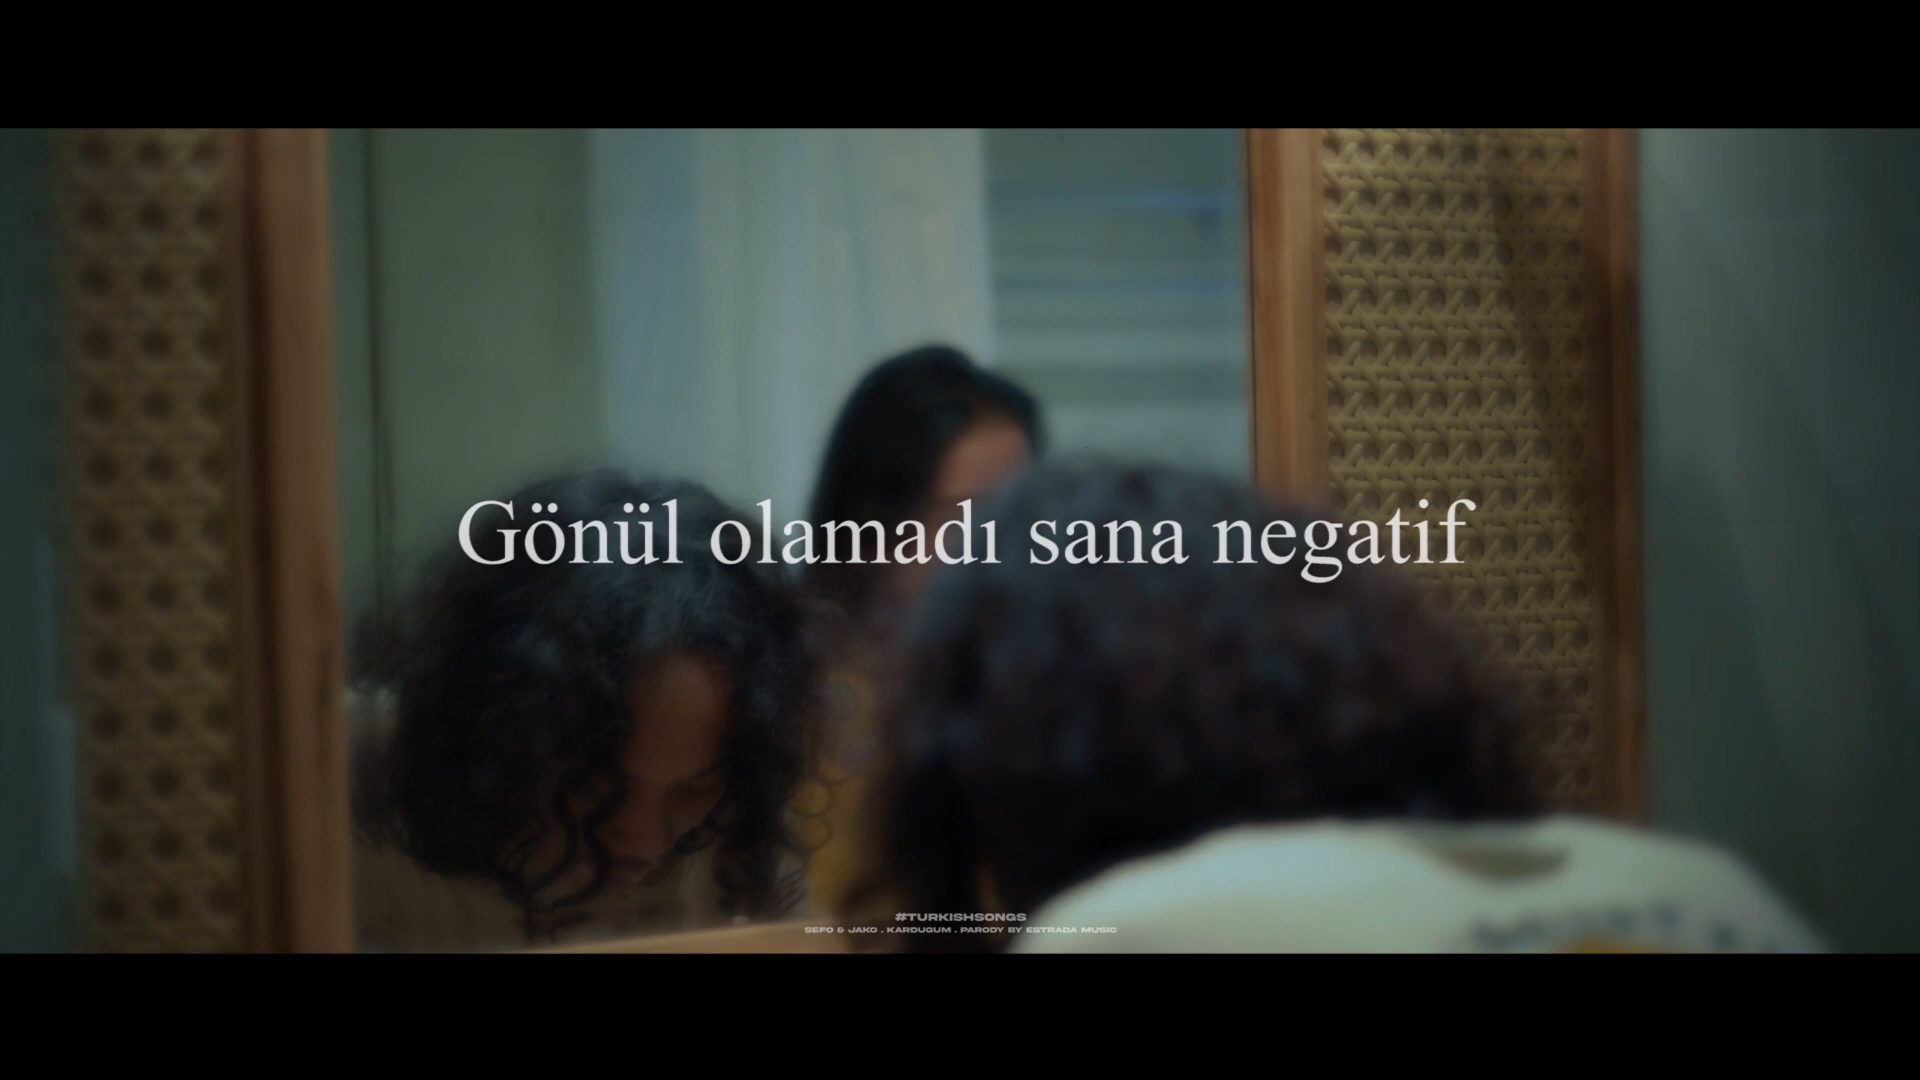 Gönül olamadı sana negatif
#TURKISHSONGS
SEFO & JAKO . KARDUGUM . PARODY BY ESTRADA MUSIC